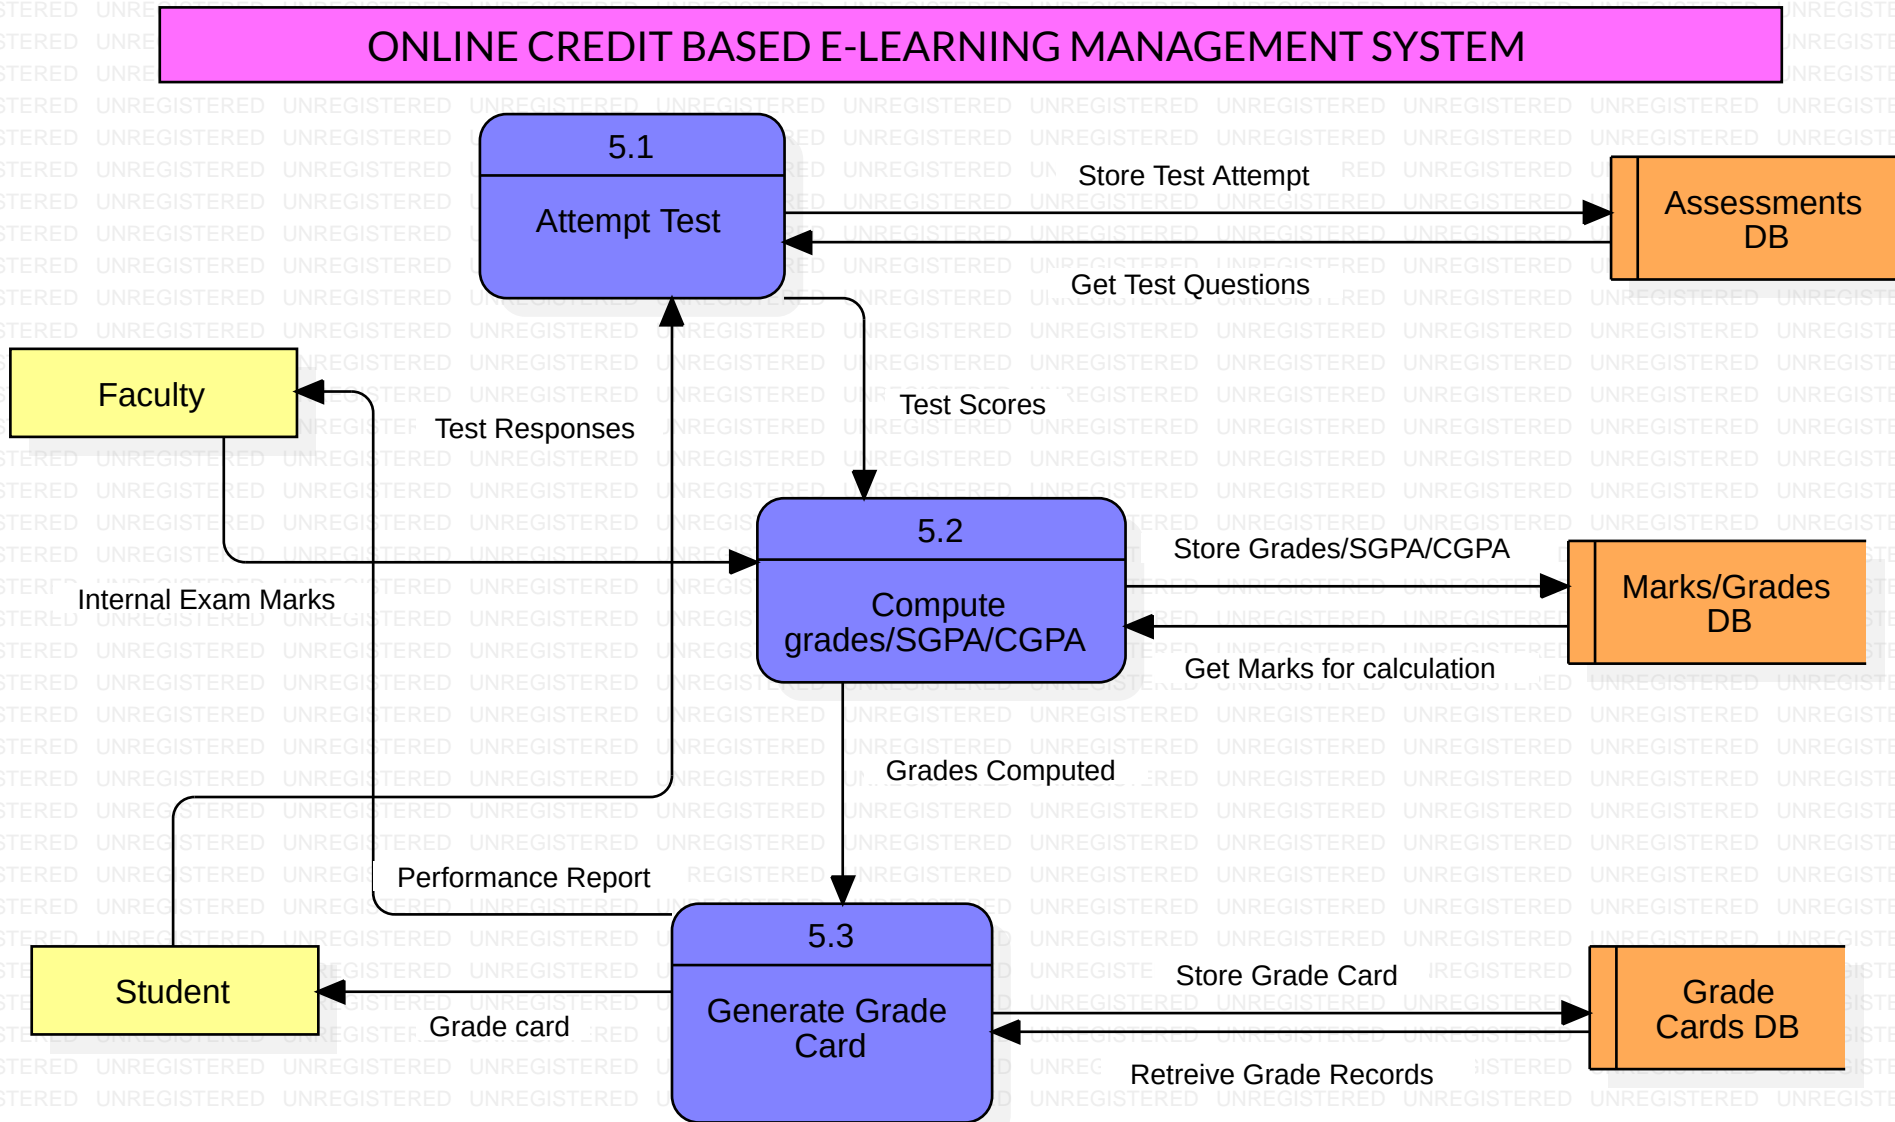 ONLINE CREDIT BASED E-LEARNING MANAGEMENT SYSTEM
5.1
Attempt Test
Store Test Attempt
Get Test Questions
Assessments
DB
Faculty
Test Responses
Test Scores
Internal Exam Marks
5.2
Compute
grades/SGPA/CGPA
Store Grades/SGPA/CGPA
Get Marks for calculation
Marks/Grades
DB
Grades Computed
Performance Report
Student
Grade card
5.3
Generate Grade
Card
Store Grade Card
Retreive Grade Records
Grade
Cards DB
UNREGISTERED